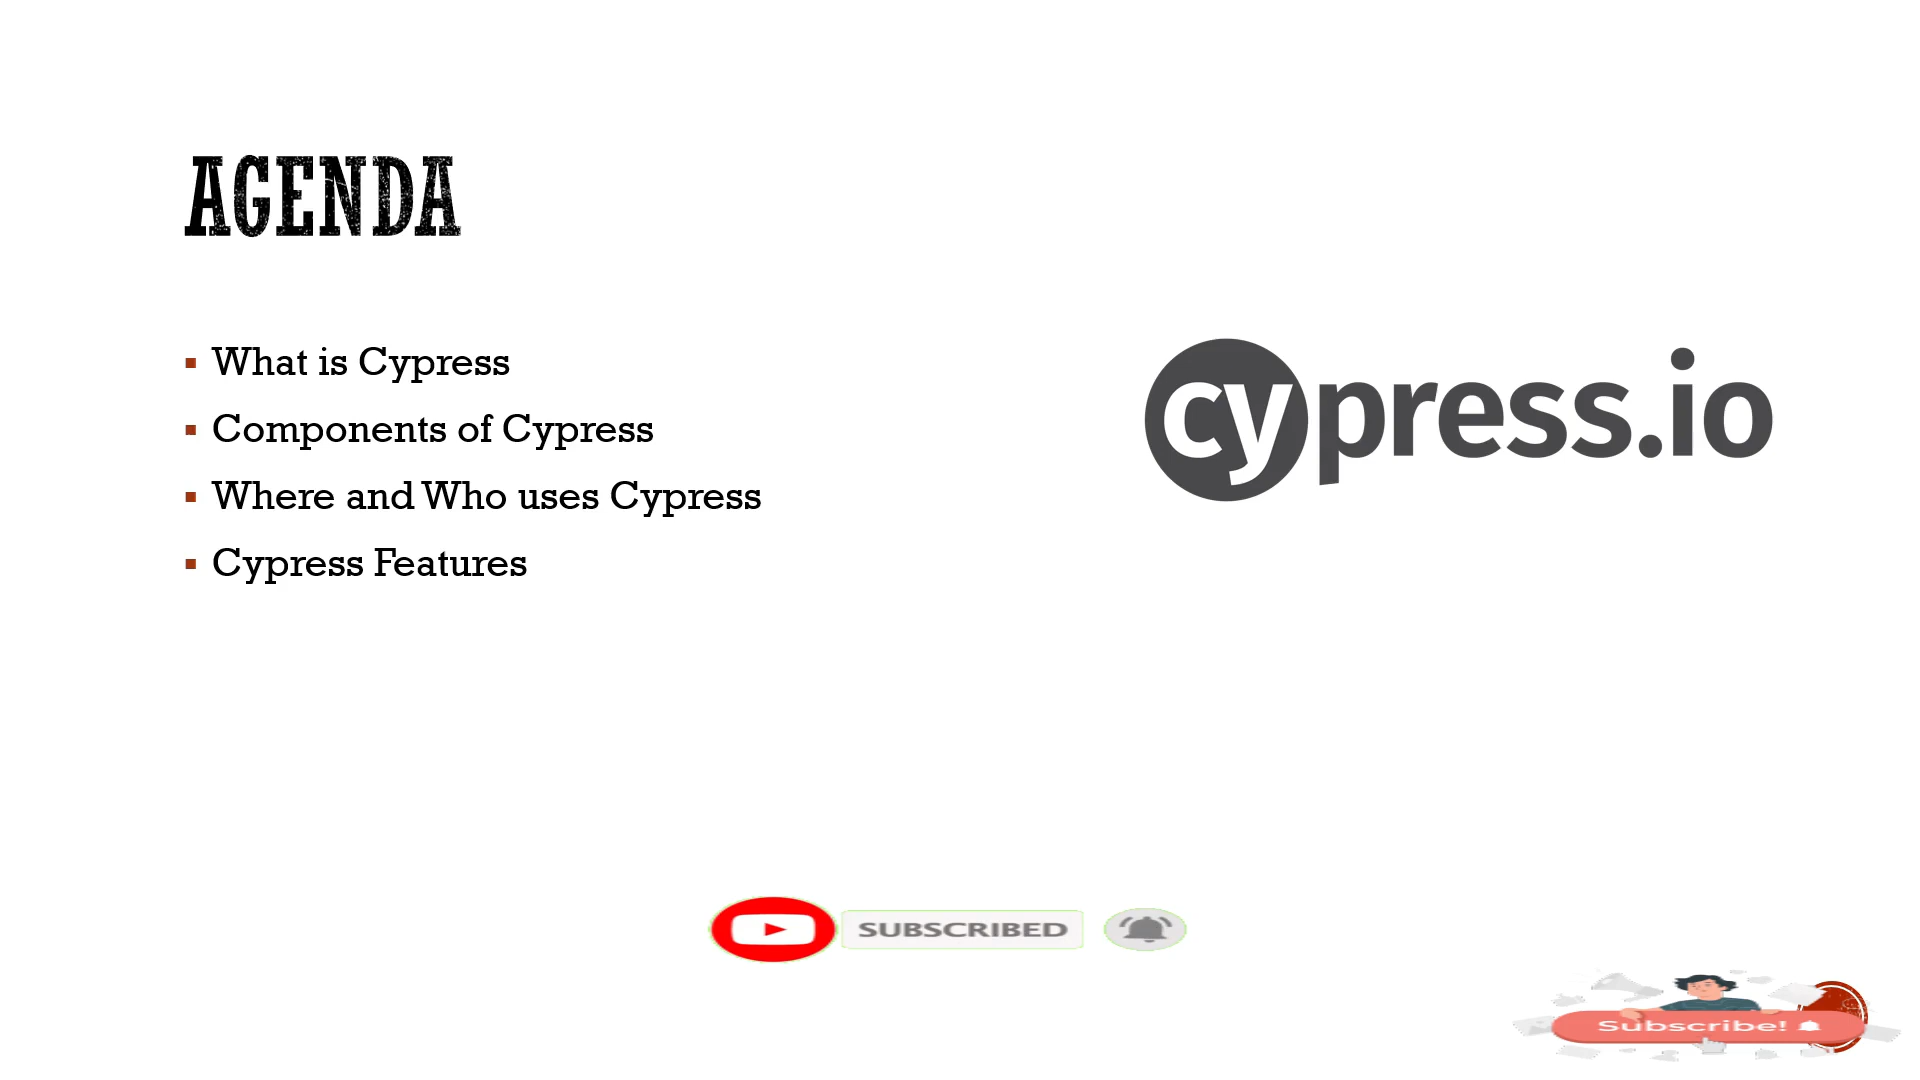 AGENDA
What is Cypress
Components of Cypress
Where and Who uses Cypress
Cypress Features
cypress.io
SUBSCRIBED
Subscribe!